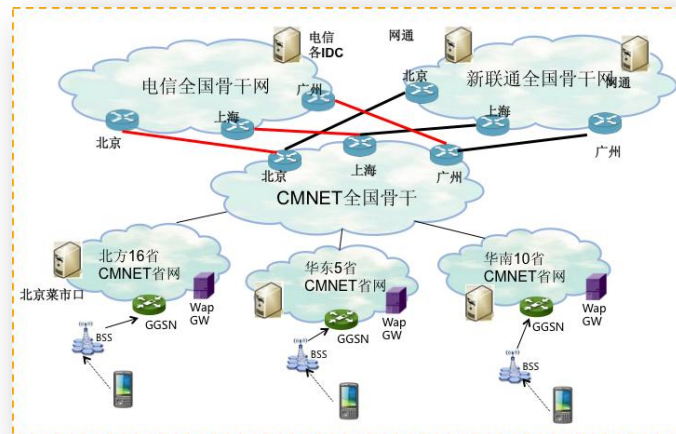 电信
各IDC
网通
电信全国骨干网
广州
北京
新联通全国骨干网
网通
上海
上海
北京
广州
北京
上海
广州
CMNET全国骨干
北方16省
CMNET省网
华东5省
CMNET省网
华南10省
CMNET省网
北京菜市口
GGSN
Wap
GW
BSS
GGSN
Wap
GW
BSS
GGSN
Wap
GW
BSS